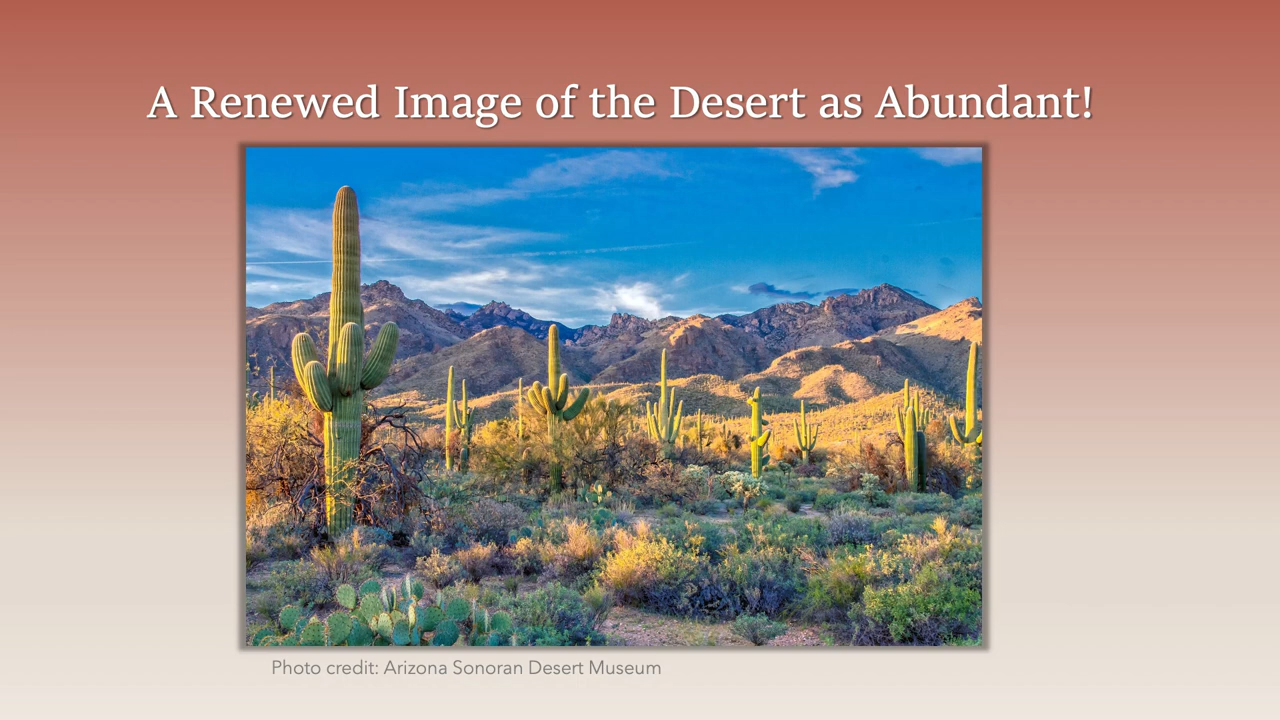 A Renewed Image of the Desert as Abundant!
Photo credit: Arizona Sonoran Desert Museum